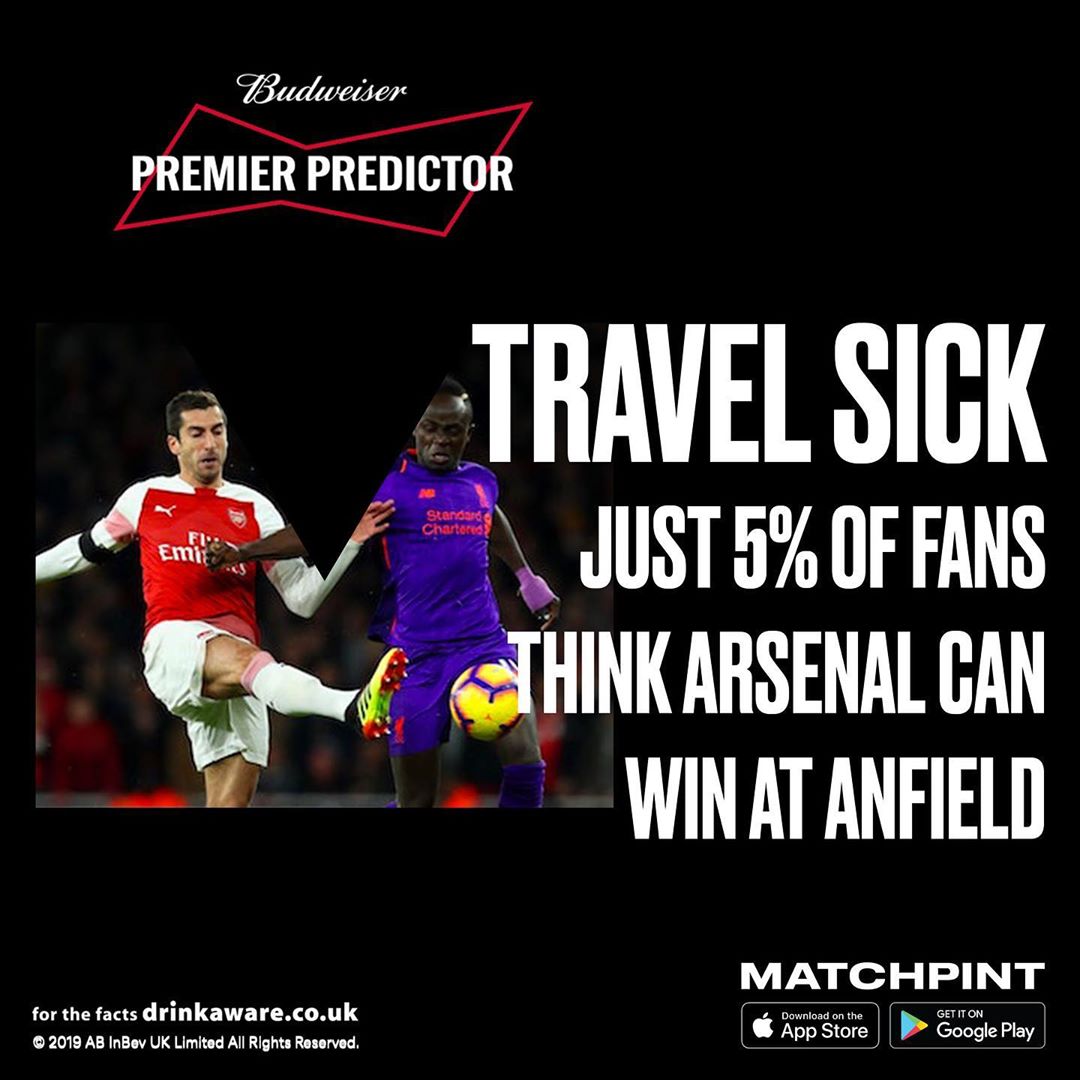 Budweiser
PREMIER PREDICTOR
TRAVEL SICK
JUST 5% OF FANS
THINK ARSENAL CAN
WIN AT ANFIELD
Standard
Chartered
MATCHPINT
Download on the
App Store
GET IT ON
Google Play
for the facts drinkaware.co.uk
© 2019 AB InBev UK Limited All Rights Reserved.